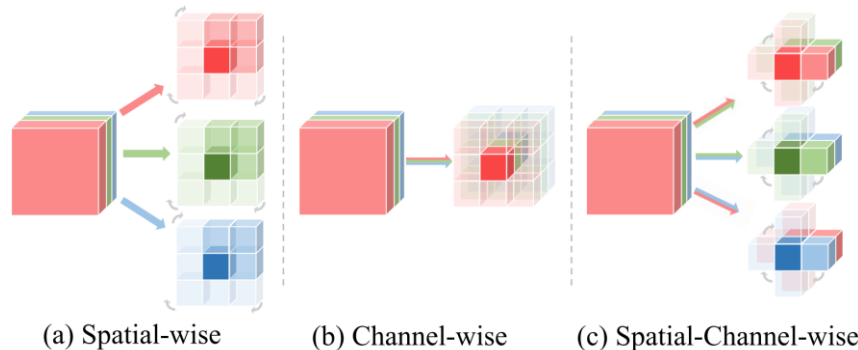 (a) Spatial-wise
(b) Channel-wise
(c) Spatial-Channel-wise